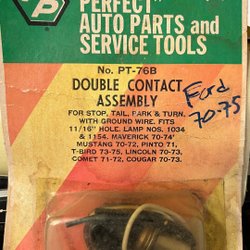 P
PERFECT
AUTO PARTS and
SERVICE TOOLS
No. PT-76B
DOUBLE CONTACT
ASSEMBLY
Ford
70-75
FOR STOP, TAIL, PARK & TURN.
WITH GROUND WIRE. FITS
11/16" HOLE. LAMP NOS. 1034
& 1154. MAVERICK 70-74'
MUSTANG 70-72, PINTO 71,
T-BIRD 73-75, LINCOLN 70-73,
COMET 71-72, COUGAR 70-73.